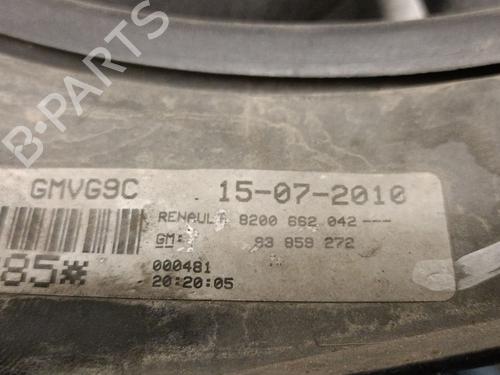 B-PARTS
GMVG9C 15-07-2010
RENAULT 8200 662 042---
GM: 93 859 272
85*
000481
20:20:05